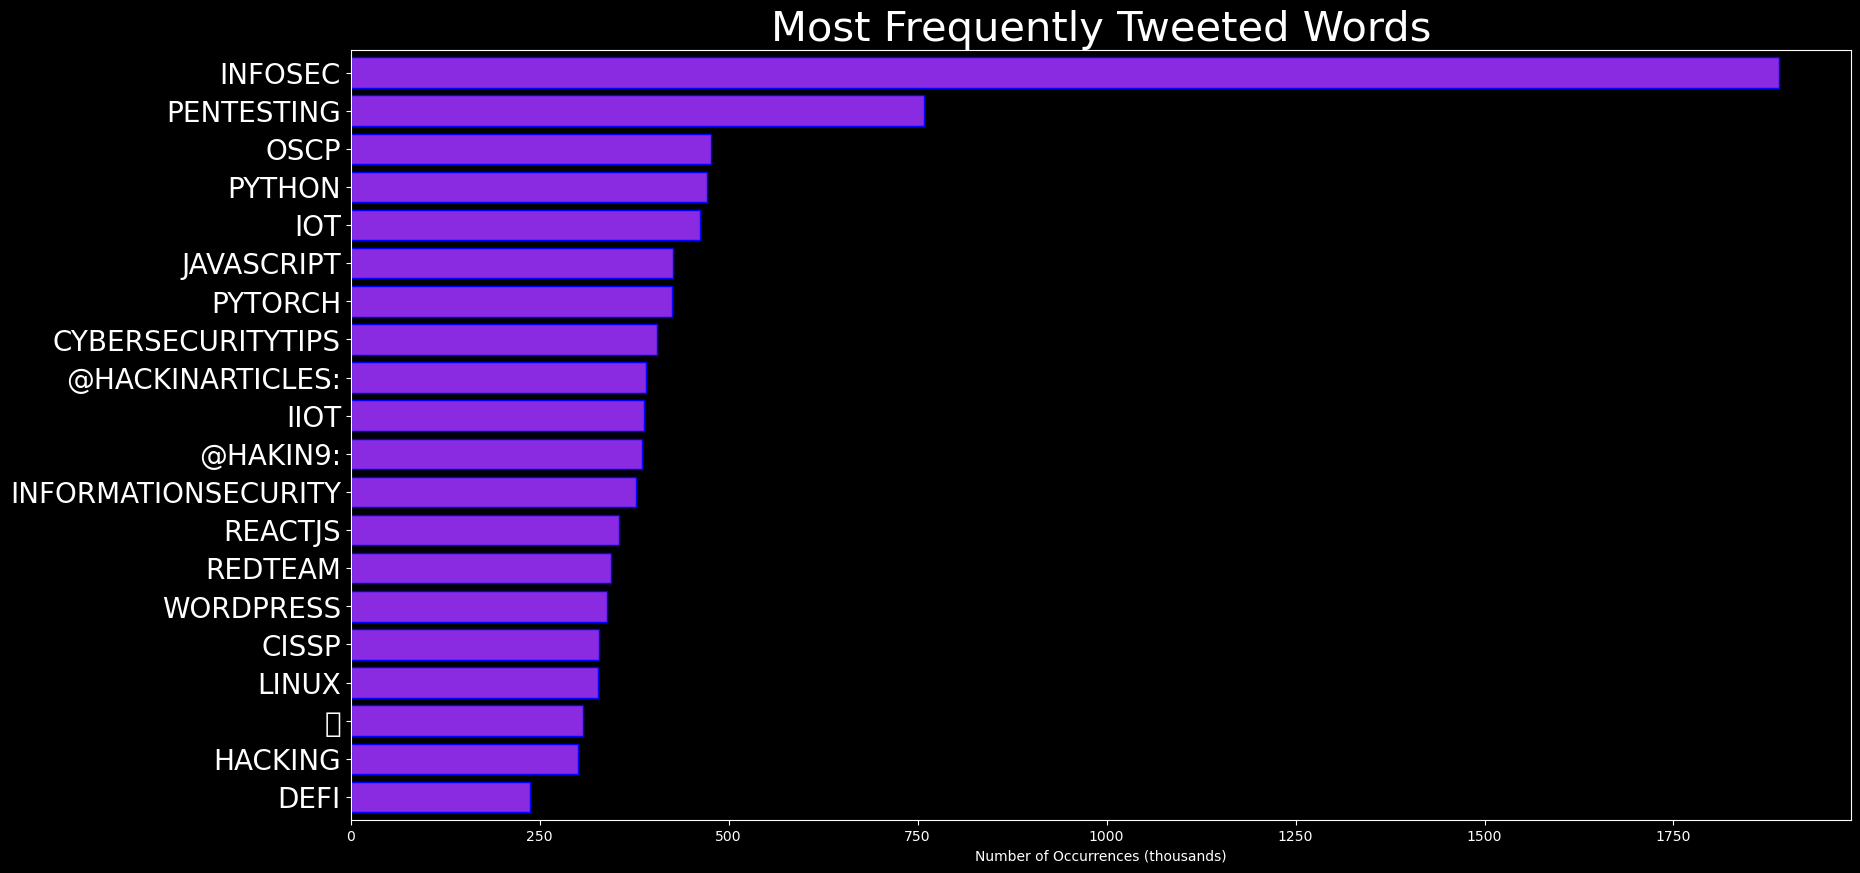 Most Frequently Tweeted Words
INFOSEC
PENTESTING
OSCP
PYTHON
IOT
JAVASCRIPT
PYTORCH
CYBERSECURITYTIPS
@HACKINARTICLES:
IIOT
@HAKIN9:
INFORMATIONSECURITY
REACTJS
REDTEAM
WORDPRESS
CISSP
LINUX
HACKING
DEFI
0 250 500 750 1000 1250 1500 1750
Number of Occurrences (thousands)